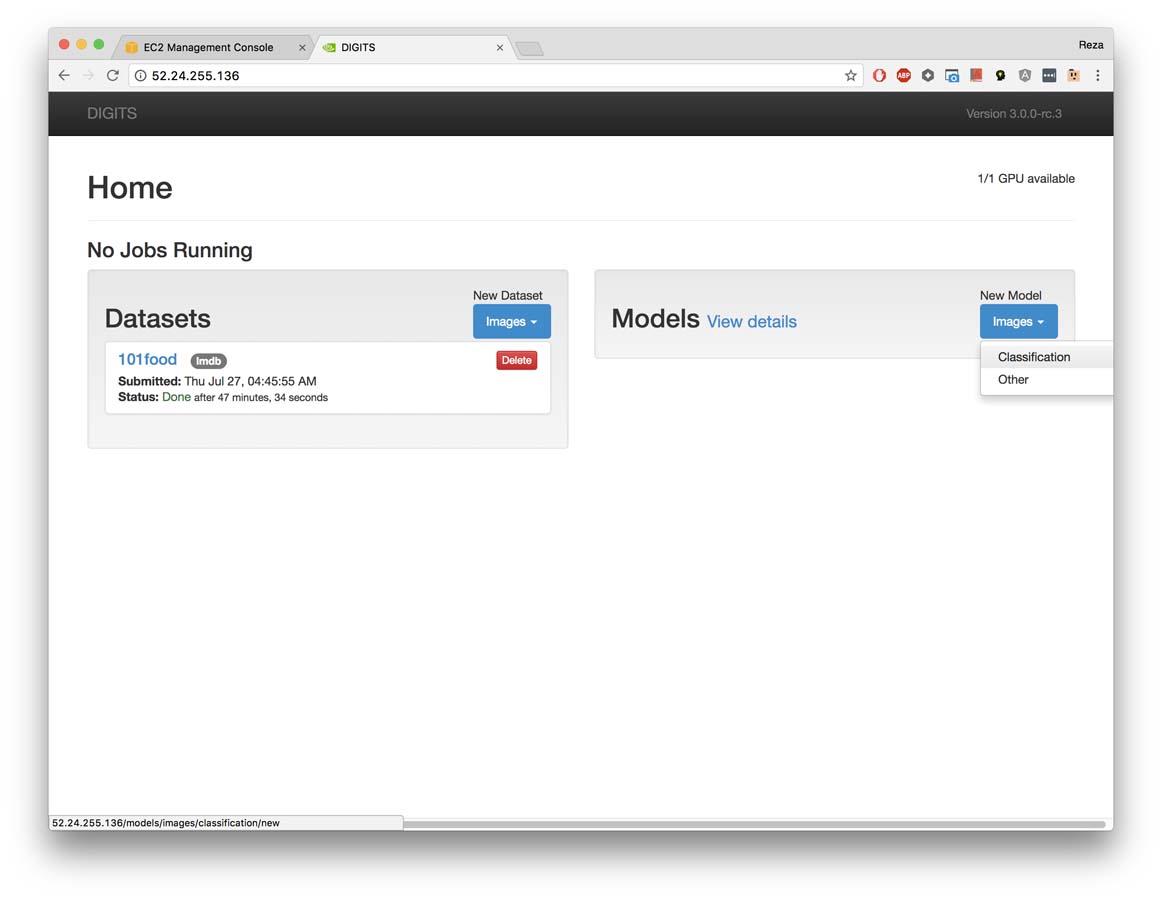 EC2 Management Console
DIGITS
Reza
52.24.255.136
ABP
DIGITS
Version 3.0.0-rc.3
Home
1/1 GPU available
No Jobs Running
New Dataset
Datasets
Images
101food lmdb
Delete
Submitted: Thu Jul 27, 04:45:55 AM
Status: Done after 47 minutes, 34 seconds
New Model
Models View details
Images
Classification
Other
52.24.255.136/models/images/classification/new